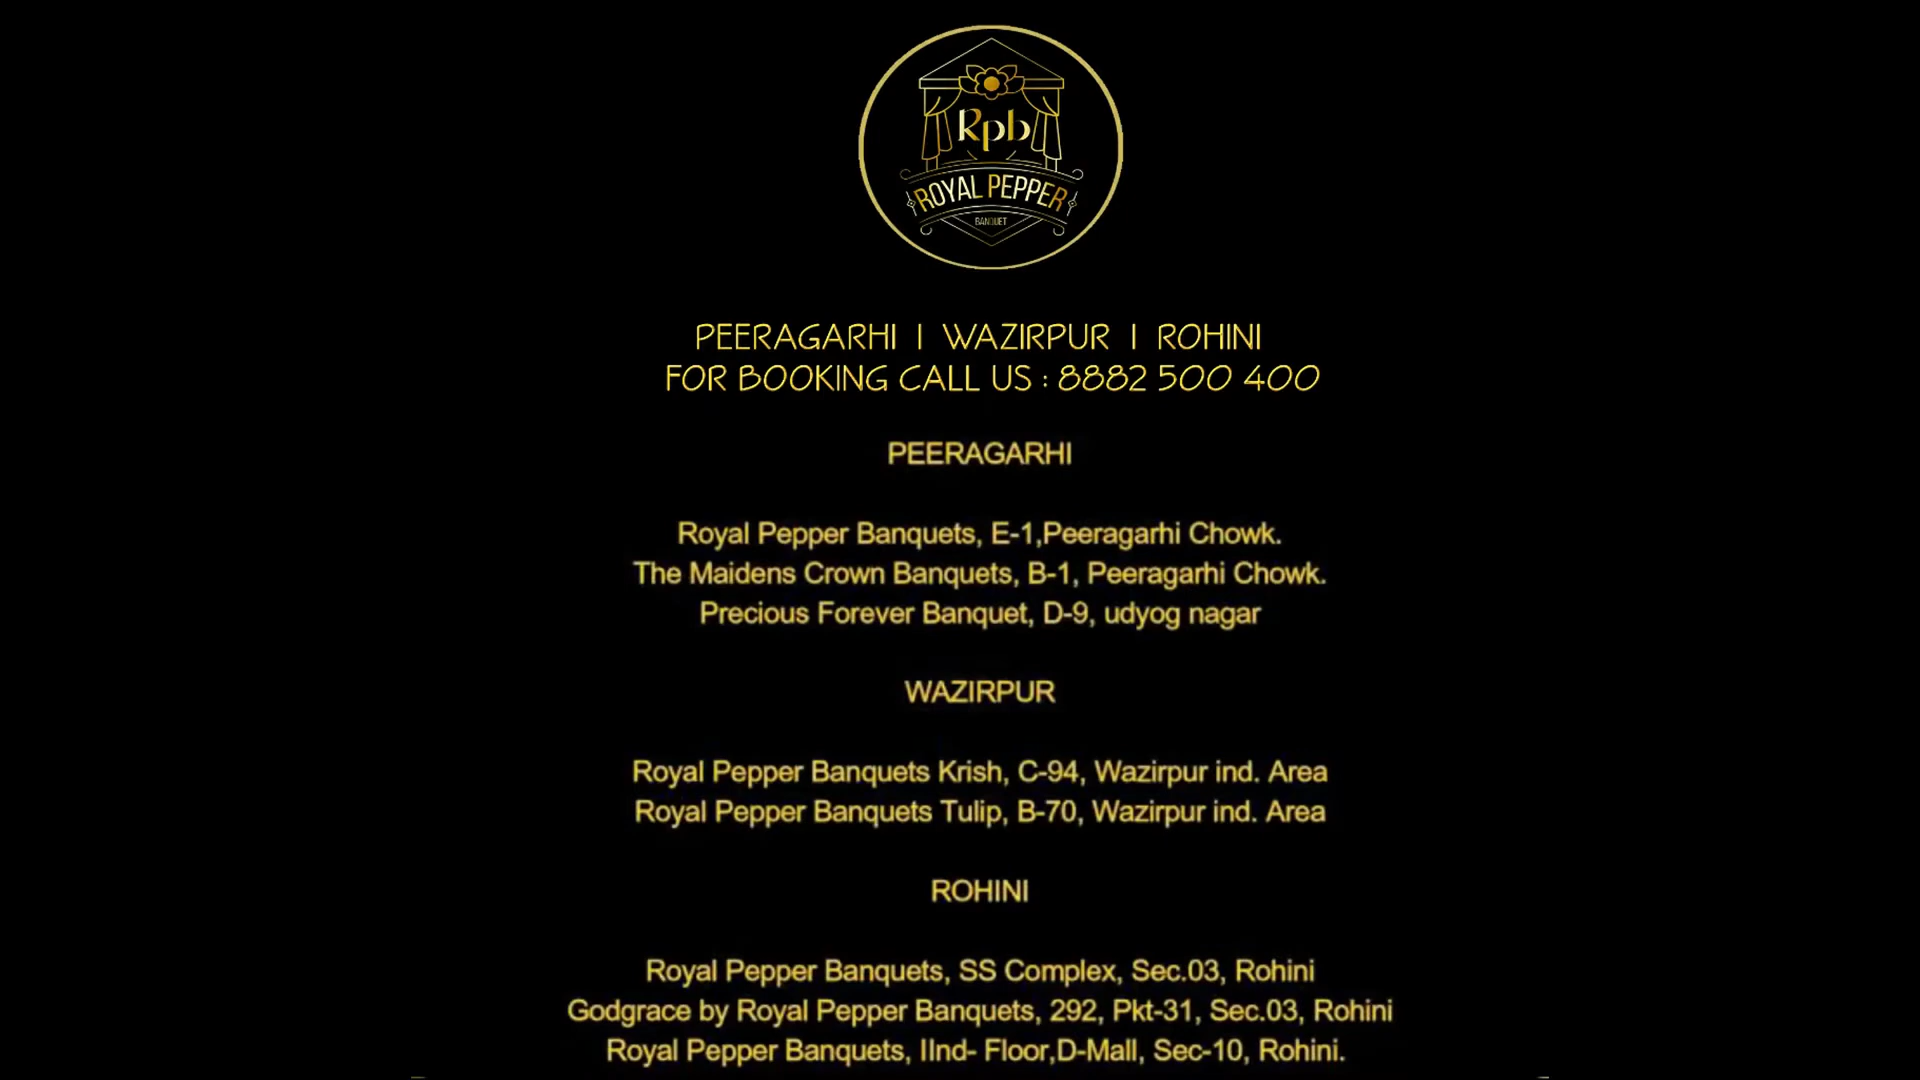 Rpb
ROYAL PEPPER
BANQUET
PEERAGARHI | WAZIRPUR | ROHINI
FOR BOOKING CALL US : 8882 500 400
PEERAGARHI
Royal Pepper Banquets, E-1,Peeragarhi Chowk.
The Maidens Crown Banquets, B-1, Peeragarhi Chowk.
Precious Forever Banquet, D-9, udyog nagar
WAZIRPUR
Royal Pepper Banquets Krish, C-94, Wazirpur ind. Area
Royal Pepper Banquets Tulip, B-70, Wazirpur ind. Area
ROHINI
Royal Pepper Banquets, SS Complex, Sec.03, Rohini
Godgrace by Royal Pepper Banquets, 292, Pkt-31, Sec.03, Rohini
Royal Pepper Banquets, IInd- Floor,D-Mall, Sec-10, Rohini.